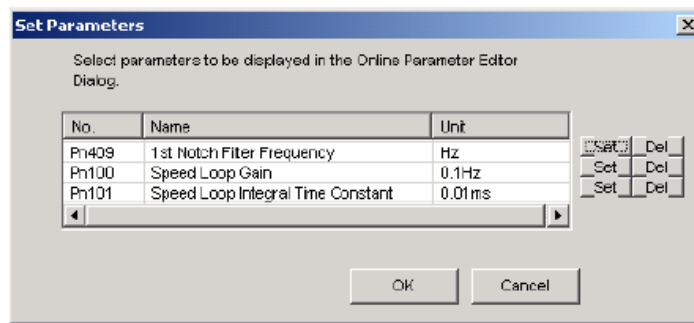 Set Parameters
Select parameters to be displayed in the Online Parameter Editor
Dialog.
No. Name Unit
Pn409 1st Notch Filter Frequency Hz Set Del
Pn100 Speed Loop Gain 0.1Hz Set Del
Pn101 Speed Loop Integral Time Constant 0.01ms Set Del
OK Cancel